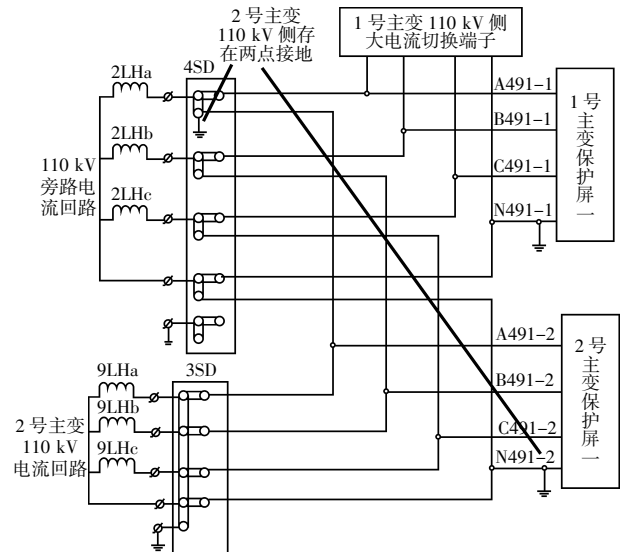 2 号主变
110 kV 侧存
在两点接地
1 号主变 110 kV 侧
大电流切换端子
4SD
2LHa
2LHb
2LHc
110 kV
旁路电
流回路
A491-1
B491-1
C491-1
N491-1
1号主变保护屏一
3SD
9LHa
9LHb
9LHc
2 号主变
110 kV
电流回路
A491-2
B491-2
C491-2
N491-2
2号主变保护屏一